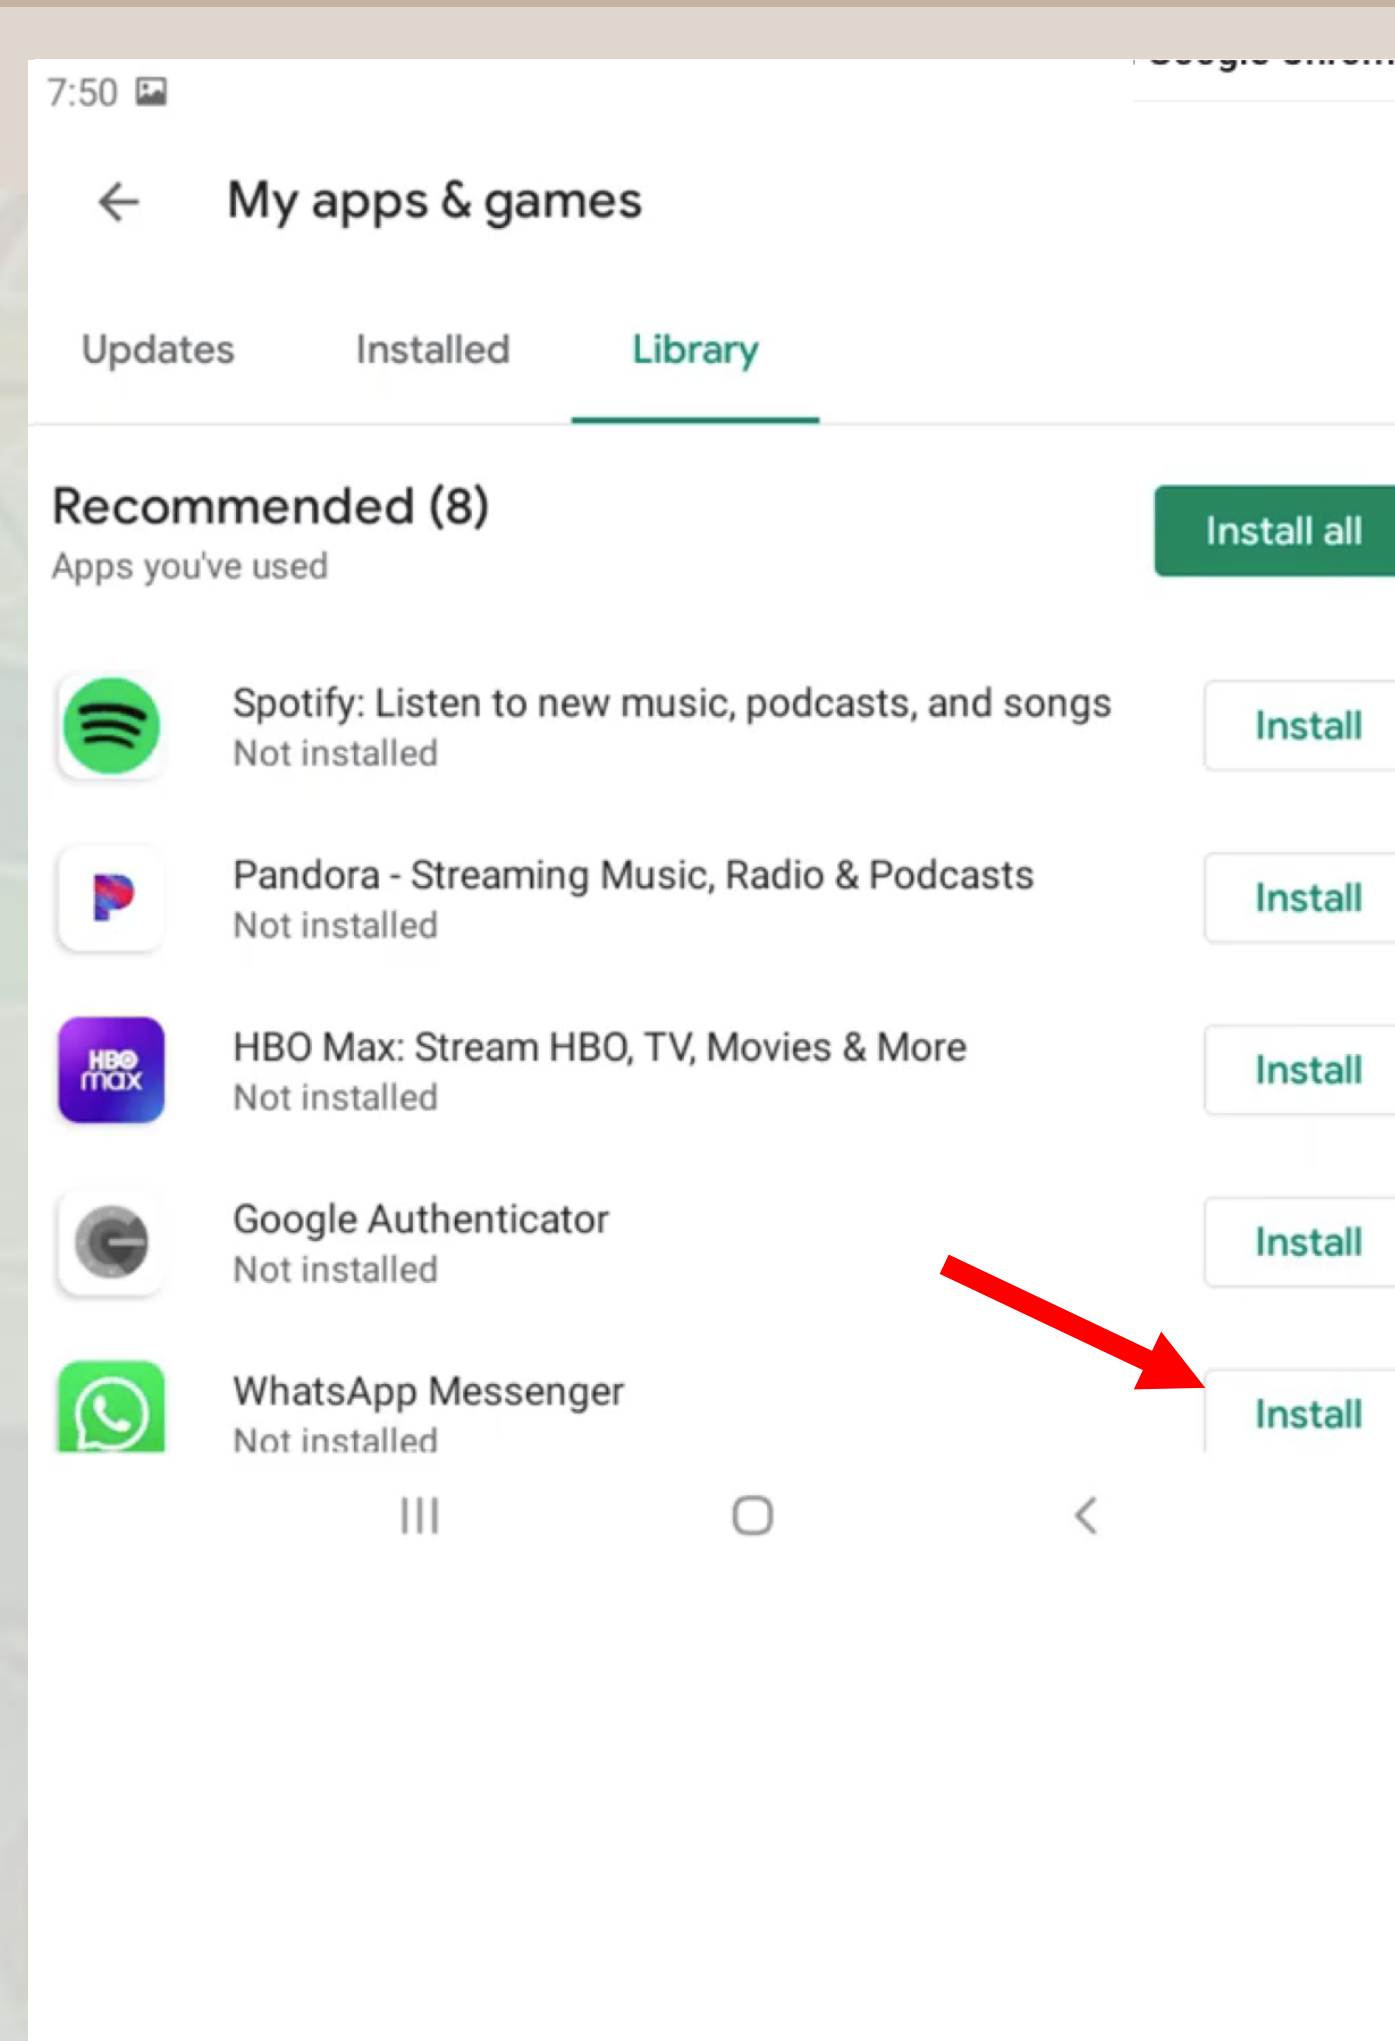 7:50
My apps & games
Updates Installed Library
Recommended (8)
Apps you've used
Install all
Spotify: Listen to new music, podcasts, and songs
Not installed
Install
Pandora - Streaming Music, Radio & Podcasts
Not installed
Install
HBO max
HBO Max: Stream HBO, TV, Movies & More
Not installed
Install
Google Authenticator
Not installed
Install
WhatsApp Messenger
Not installed
Install